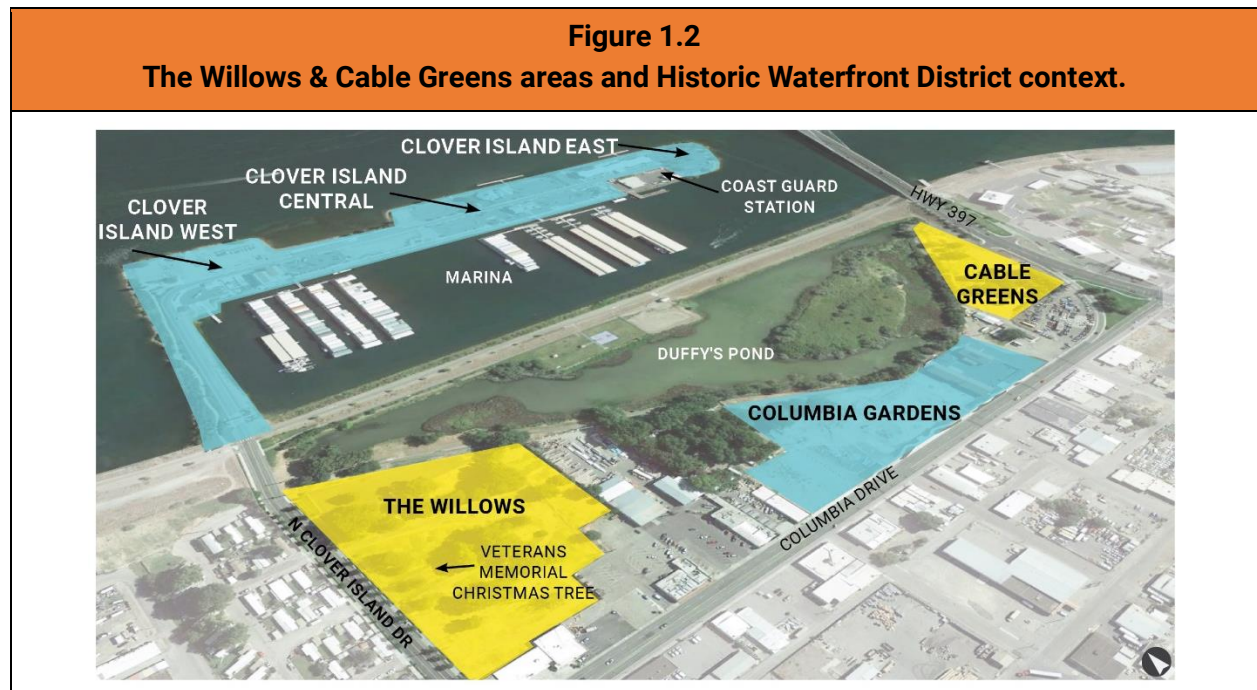 Figure 1.2
The Willows & Cable Greens areas and Historic Waterfront District context.
CLOVER ISLAND EAST
CLOVER ISLAND
CENTRAL
CLOVER
ISLAND WEST
COAST GUARD
STATION
HWY 397
MARINA
CABLE
GREENS
DUFFY'S POND
COLUMBIA GARDENS
THE WILLOWS
COLUMBIA DRIVE
N CLOVER ISLAND DR
VETERANS
MEMORIAL
CHRISTMAS TREE